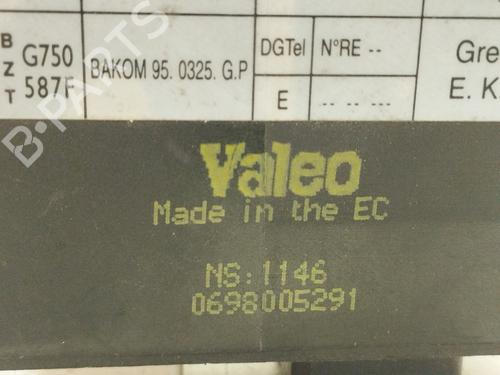 B
Z
T
G750
587F
BAKOM 95. 0325. G.P
DGTel
N°RE -- 
E
-- -- ---
Gre
E. K
B-PARTS
Valeo
Made in the EC
NS:1146
0698005291